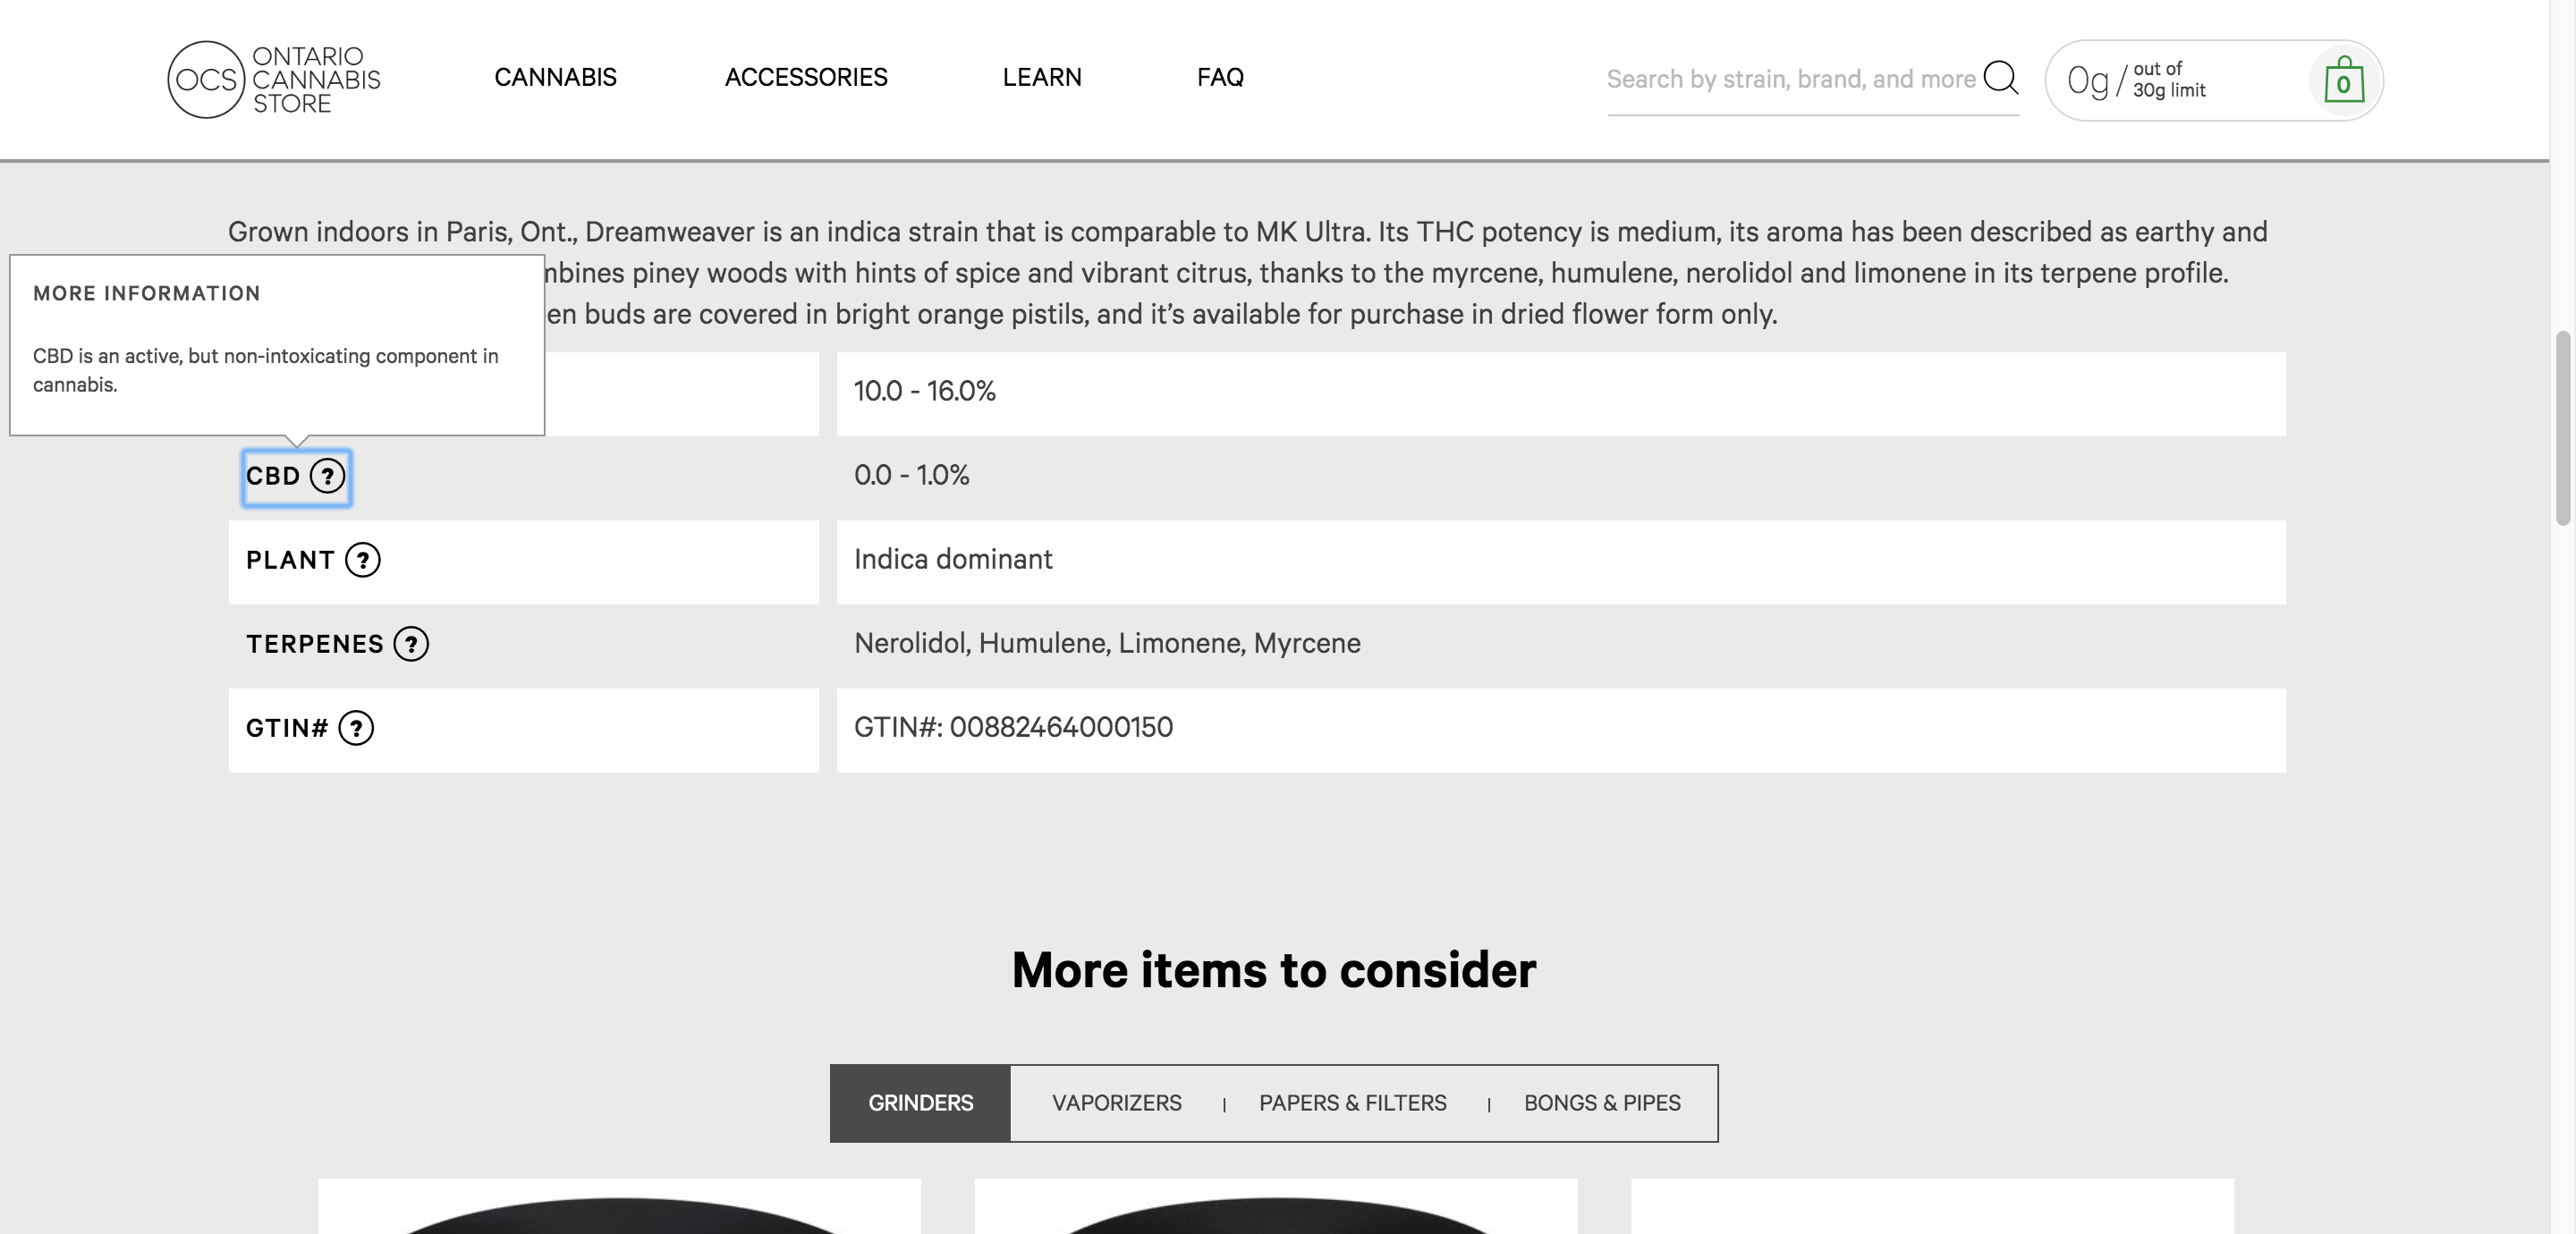 OCS
ONTARIO
CANNABIS
STORE
CANNABIS
ACCESSORIES
LEARN
FAQ
Search by strain, brand, and more
0g / out of
30g limit
0
Grown indoors in Paris, Ont., Dreamweaver is an indica strain that is comparable to MK Ultra. Its THC potency is medium, its aroma has been described as earthy and
mbines piney woods with hints of spice and vibrant citrus, thanks to the myrcene, humulene, nerolidol and limonene in its terpene profile.
en buds are covered in bright orange pistils, and it’s available for purchase in dried flower form only.
MORE INFORMATION
CBD is an active, but non-intoxicating component in
cannabis.
10.0 - 16.0%
CBD ? 0.0 - 1.0%
PLANT ? Indica dominant
TERPENES ? Nerolidol, Humulene, Limonene, Myrcene
GTIN# ? GTIN#: 00882464000150
More items to consider
GRINDERS VAPORIZERS | PAPERS & FILTERS | BONGS & PIPES